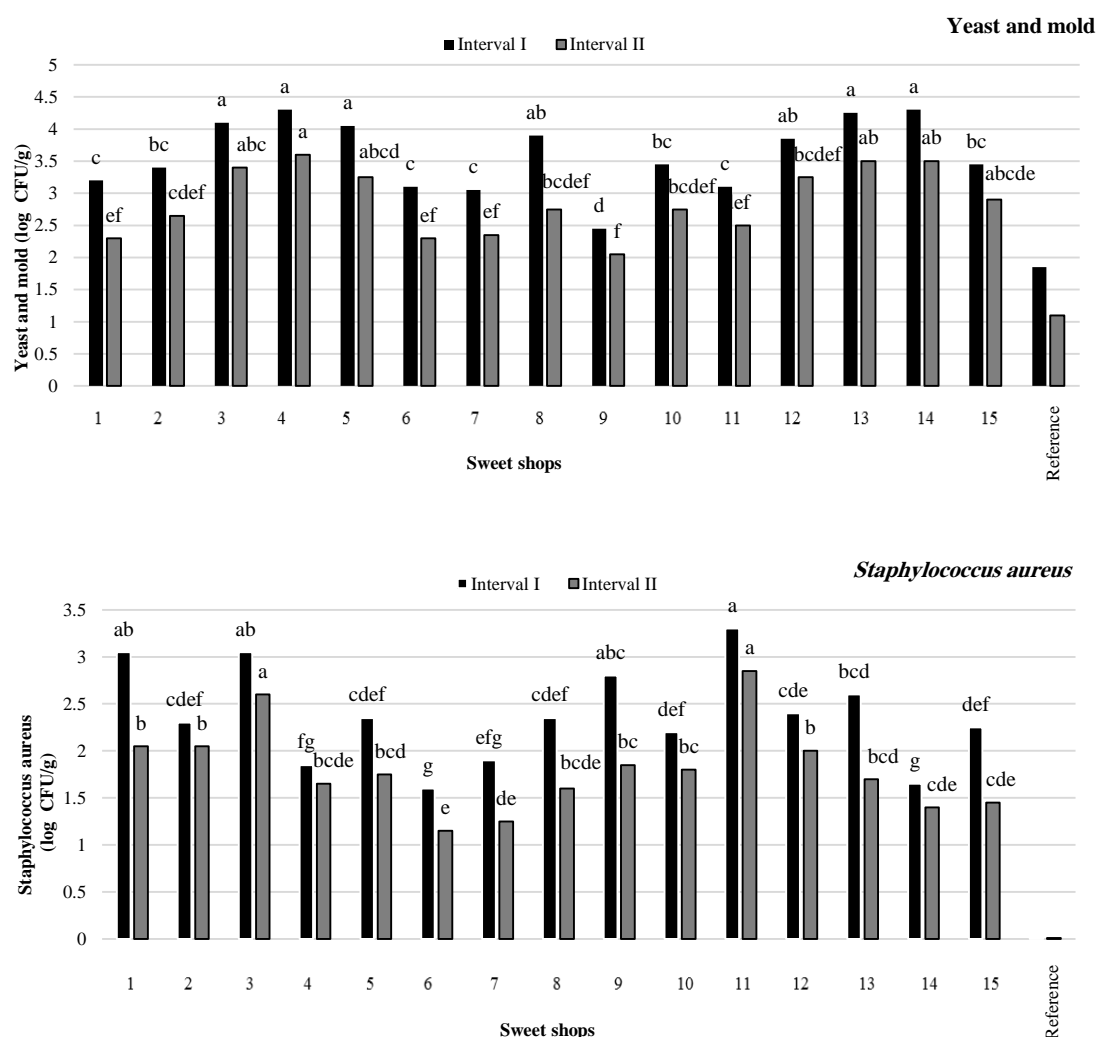 Yeast and mold
Interval I Interval II
5
4.5
4
3.5
3
2.5
2
1.5
1
0.5
0
Yeast and mold (log CFU/g)
a a a ab ab a a
c bc abc a abcd c c bc c bcdef ab ab bc
ef cdef ef ef bcdef d bcdef def abcde
f
1 2 3 4 5 6 7 8 9 10 11 12 13 14 15 Reference
Sweet shops
Staphylococcus aureus
Interval I Interval II
3.5
3
2.5
2
1.5
1
0.5
0
Staphylococcus aureus
(log CFU/g)
ab b cdef b ab a fg bcde cdef bcd g e efg de cdef bcde abc bc def bc a a cde b bcd bcd g cde def cde
1 2 3 4 5 6 7 8 9 10 11 12 13 14 15 Reference
Sweet shops